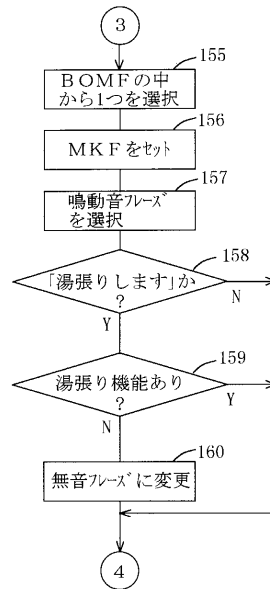 3
155
BOMFの中
から1つを選択
156
MKFをセット
157
鳴動音フレーズ
を選択
158
「湯張りします」か
?
N
Y
159
湯張り機能あり
?
Y
N
160
無音フレーズに変更
4